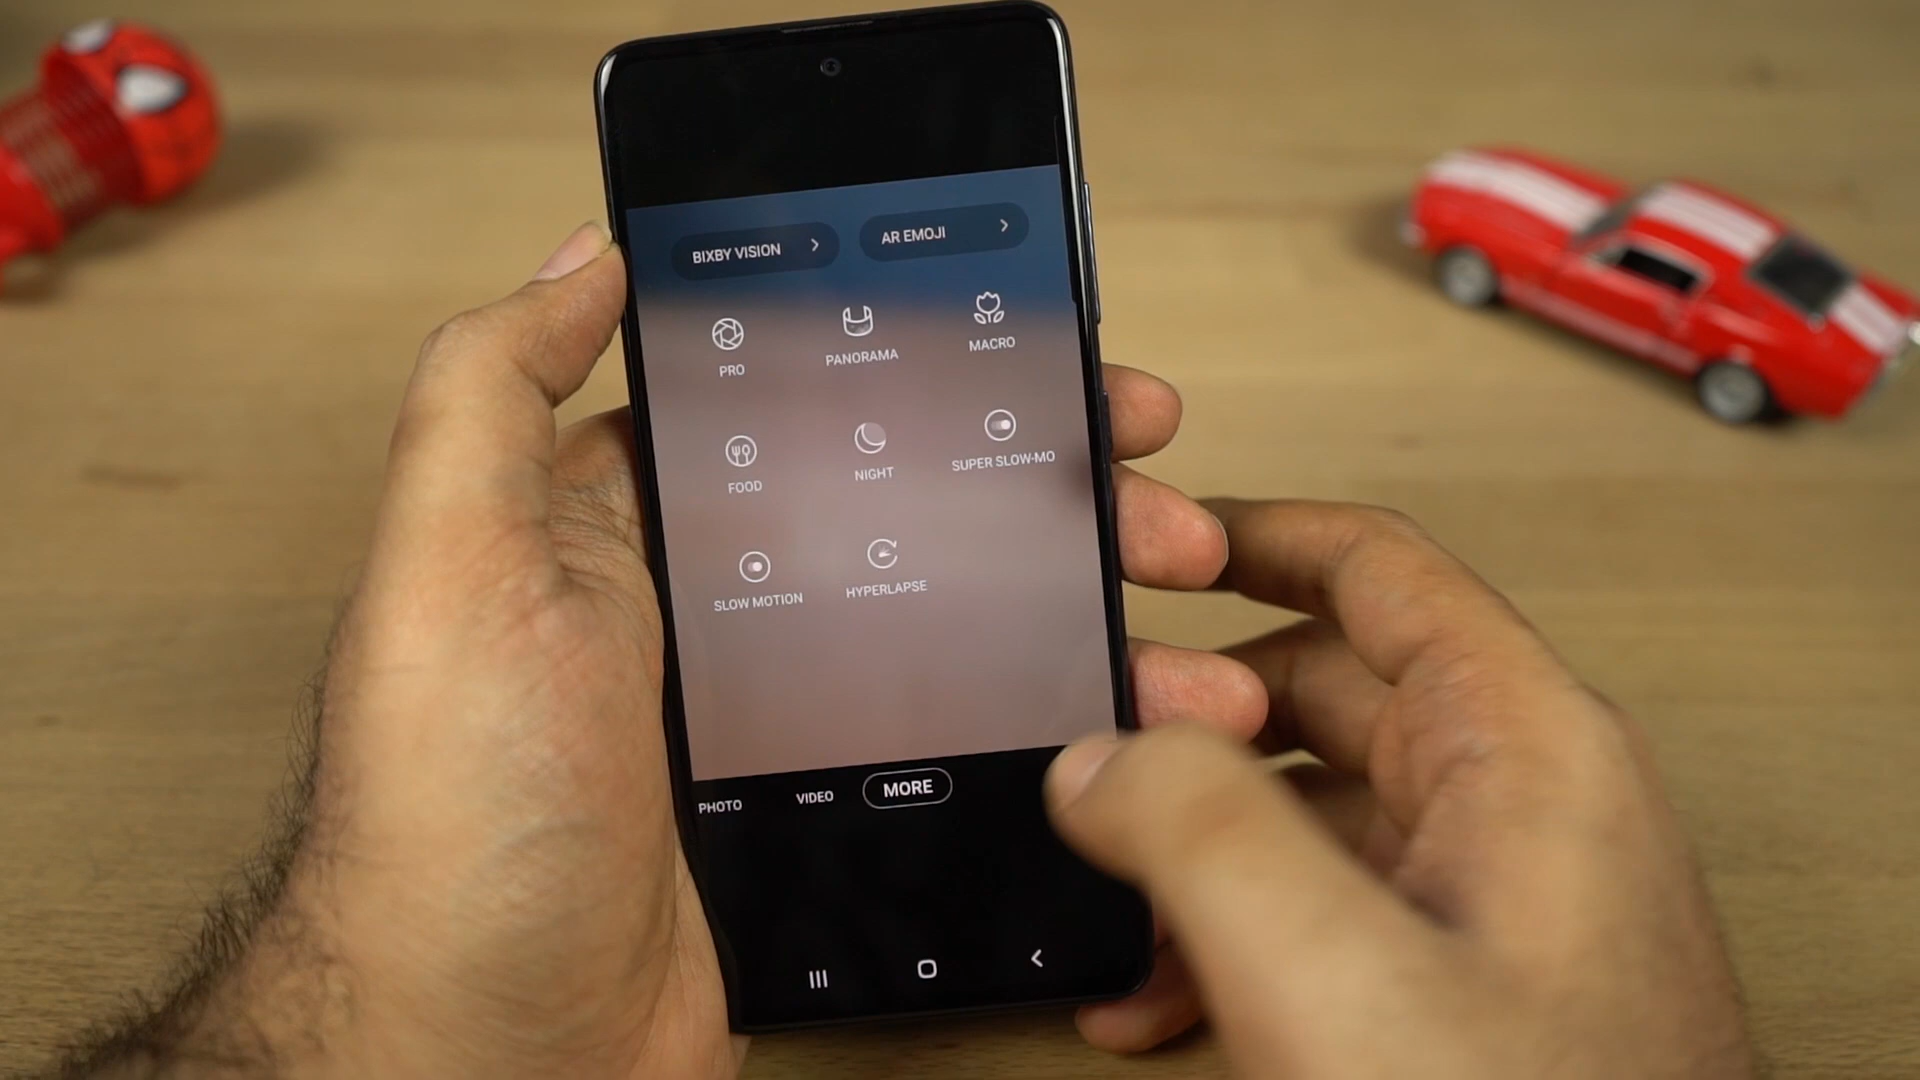 BIXBY VISION
AR EMOJI
PRO
PANORAMA
MACRO
FOOD
NIGHT
SUPER SLOW-MO
SLOW MOTION
HYPERLAPSE
PHOTO
VIDEO
MORE